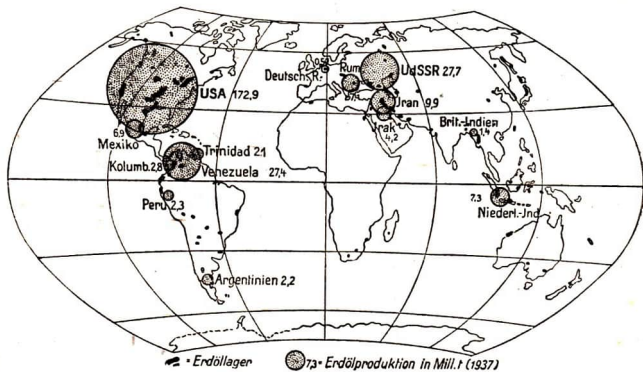 Deutsch. R.
Rum.
UdSSR 27,7
USA 172,9
Iran 9,9
Irak
4,2
Brit.-Indien
1,4
6,9
Mexiko
Trinidad 2,1
Kolumb. 2,8
Venezuela 27,4
Peru 2,3
7,3
Niederl.-Ind.
Argentinien 2,2
= Erdöllager
7,3 = Erdölproduktion in Mill. t (1937)